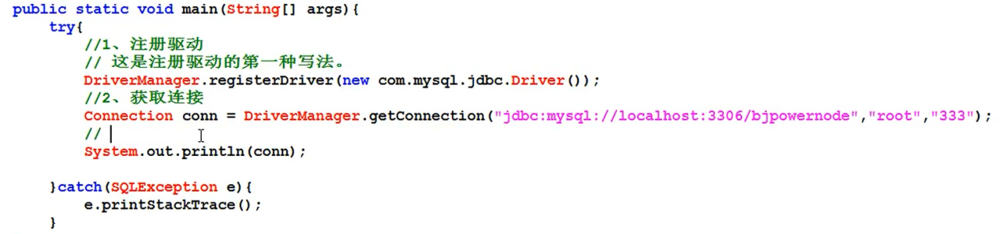 public static void main(String[] args){
try{
//1、注册驱动
// 这是注册驱动的第一种写法。
DriverManager.registerDriver(new com.mysql.jdbc.Driver());
//2、获取连接
Connection conn = DriverManager.getConnection("jdbc:mysql://localhost:3306/bjpowernode","root","333");
//
System.out.println(conn);
}catch(SQLException e){
e.printStackTrace();
}